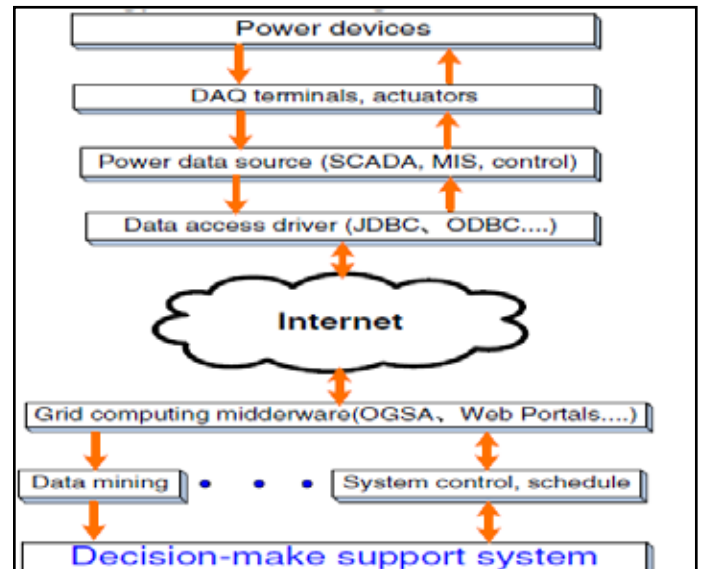 Power devices
DAQ terminals, actuators
Power data source (SCADA, MIS, control)
Data access driver (JDBC、ODBC....)
Internet
Grid computing midderware(OGSA、Web Portals....)
Data mining
System control, schedule
Decision-make support system